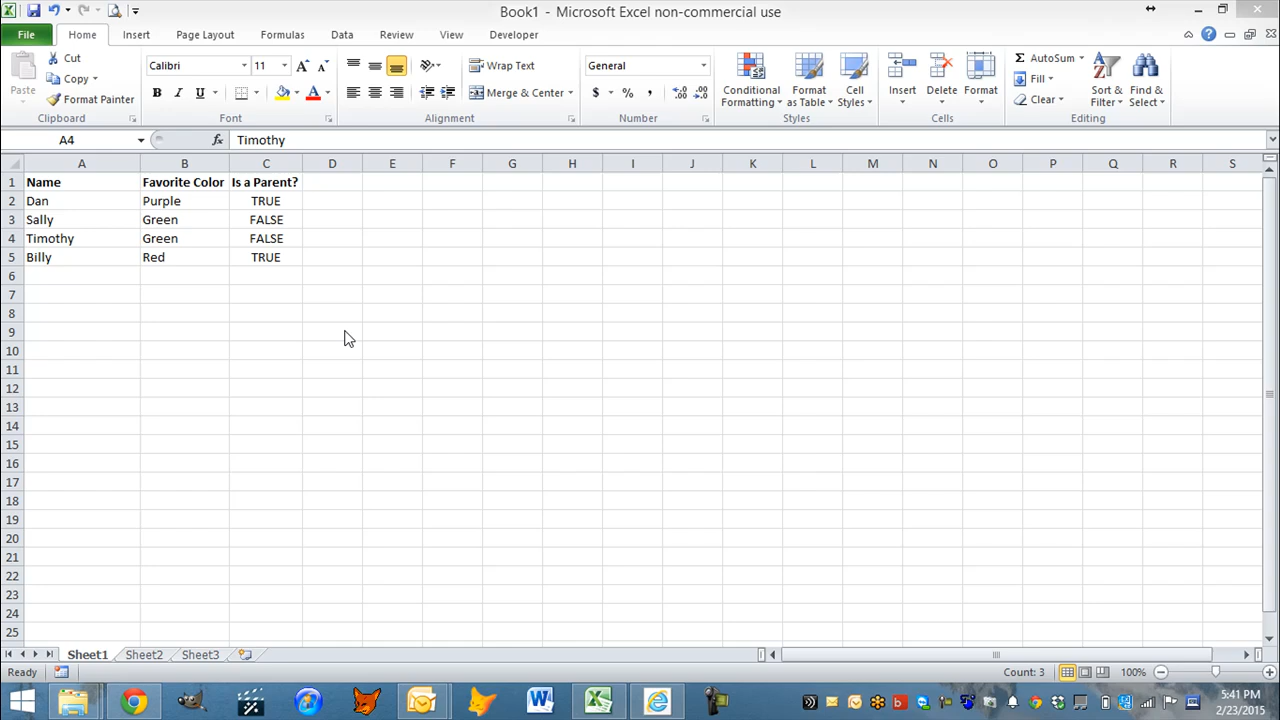 Book1 - Microsoft Excel non-commercial use
File Home Insert Page Layout Formulas Data Review View Developer
Paste
Cut
Copy
Format Painter
Clipboard
Calibri 11
B I U
Font
Wrap Text
Merge & Center
Alignment
General
$ % ,
Number
Conditional Formatting
Format as Table
Cell Styles
Styles
Insert Delete Format
Cells
AutoSum
Fill
Clear
Sort & Filter
Find & Select
Editing
A4 fx Timothy
A B C D E F G H I J K L M N O P Q R S
1 Name Favorite Color Is a Parent?
2 Dan Purple TRUE
3 Sally Green FALSE
4 Timothy Green FALSE
5 Billy Red TRUE
6
7
8
9
10
11
12
13
14
15
16
17
18
19
20
21
22
23
24
25
Sheet1 Sheet2 Sheet3
Ready Count: 3 100%
5:41 PM
2/23/2015